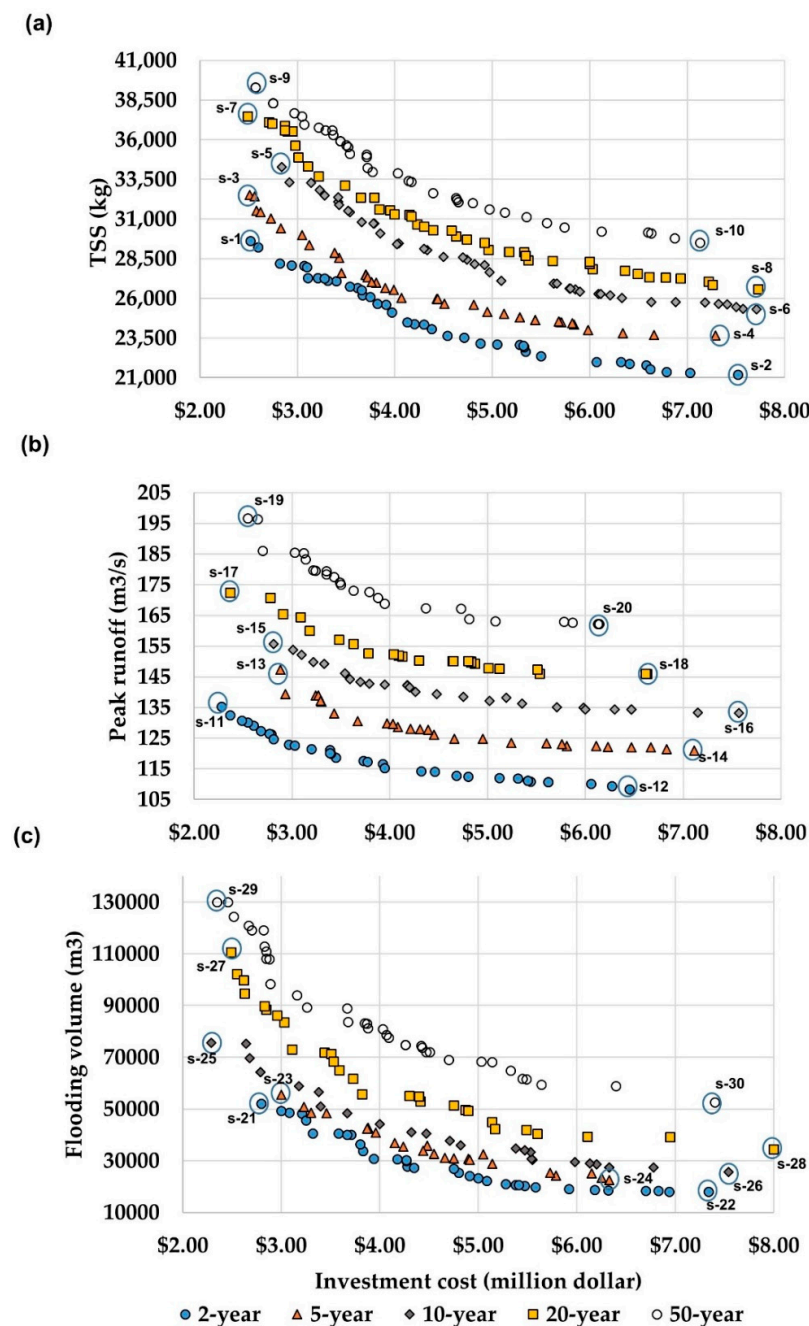 (a)
41,000
38,500
36,000
33,500
31,000
28,500
26,000
23,500
21,000
TSS (kg)
s-9
s-7
s-5
s-3
s-1
s-10
s-8
s-6
s-4
s-2
$2.00 $3.00 $4.00 $5.00 $6.00 $7.00 $8.00
(b)
205
195
185
175
165
155
145
135
125
115
105
Peak runoff (m3/s)
s-19
s-17
s-15
s-13
s-11
s-20
s-18
s-16
s-14
s-12
$2.00 $3.00 $4.00 $5.00 $6.00 $7.00 $8.00
(c)
130000
110000
90000
70000
50000
30000
10000
Flooding volume (m3)
s-29
s-27
s-25
s-23
s-21
s-30
s-28
s-24
s-26
s-22
$2.00 $3.00 $4.00 $5.00 $6.00 $7.00 $8.00
Investment cost (million dollar)
2-year 5-year 10-year 20-year 50-year